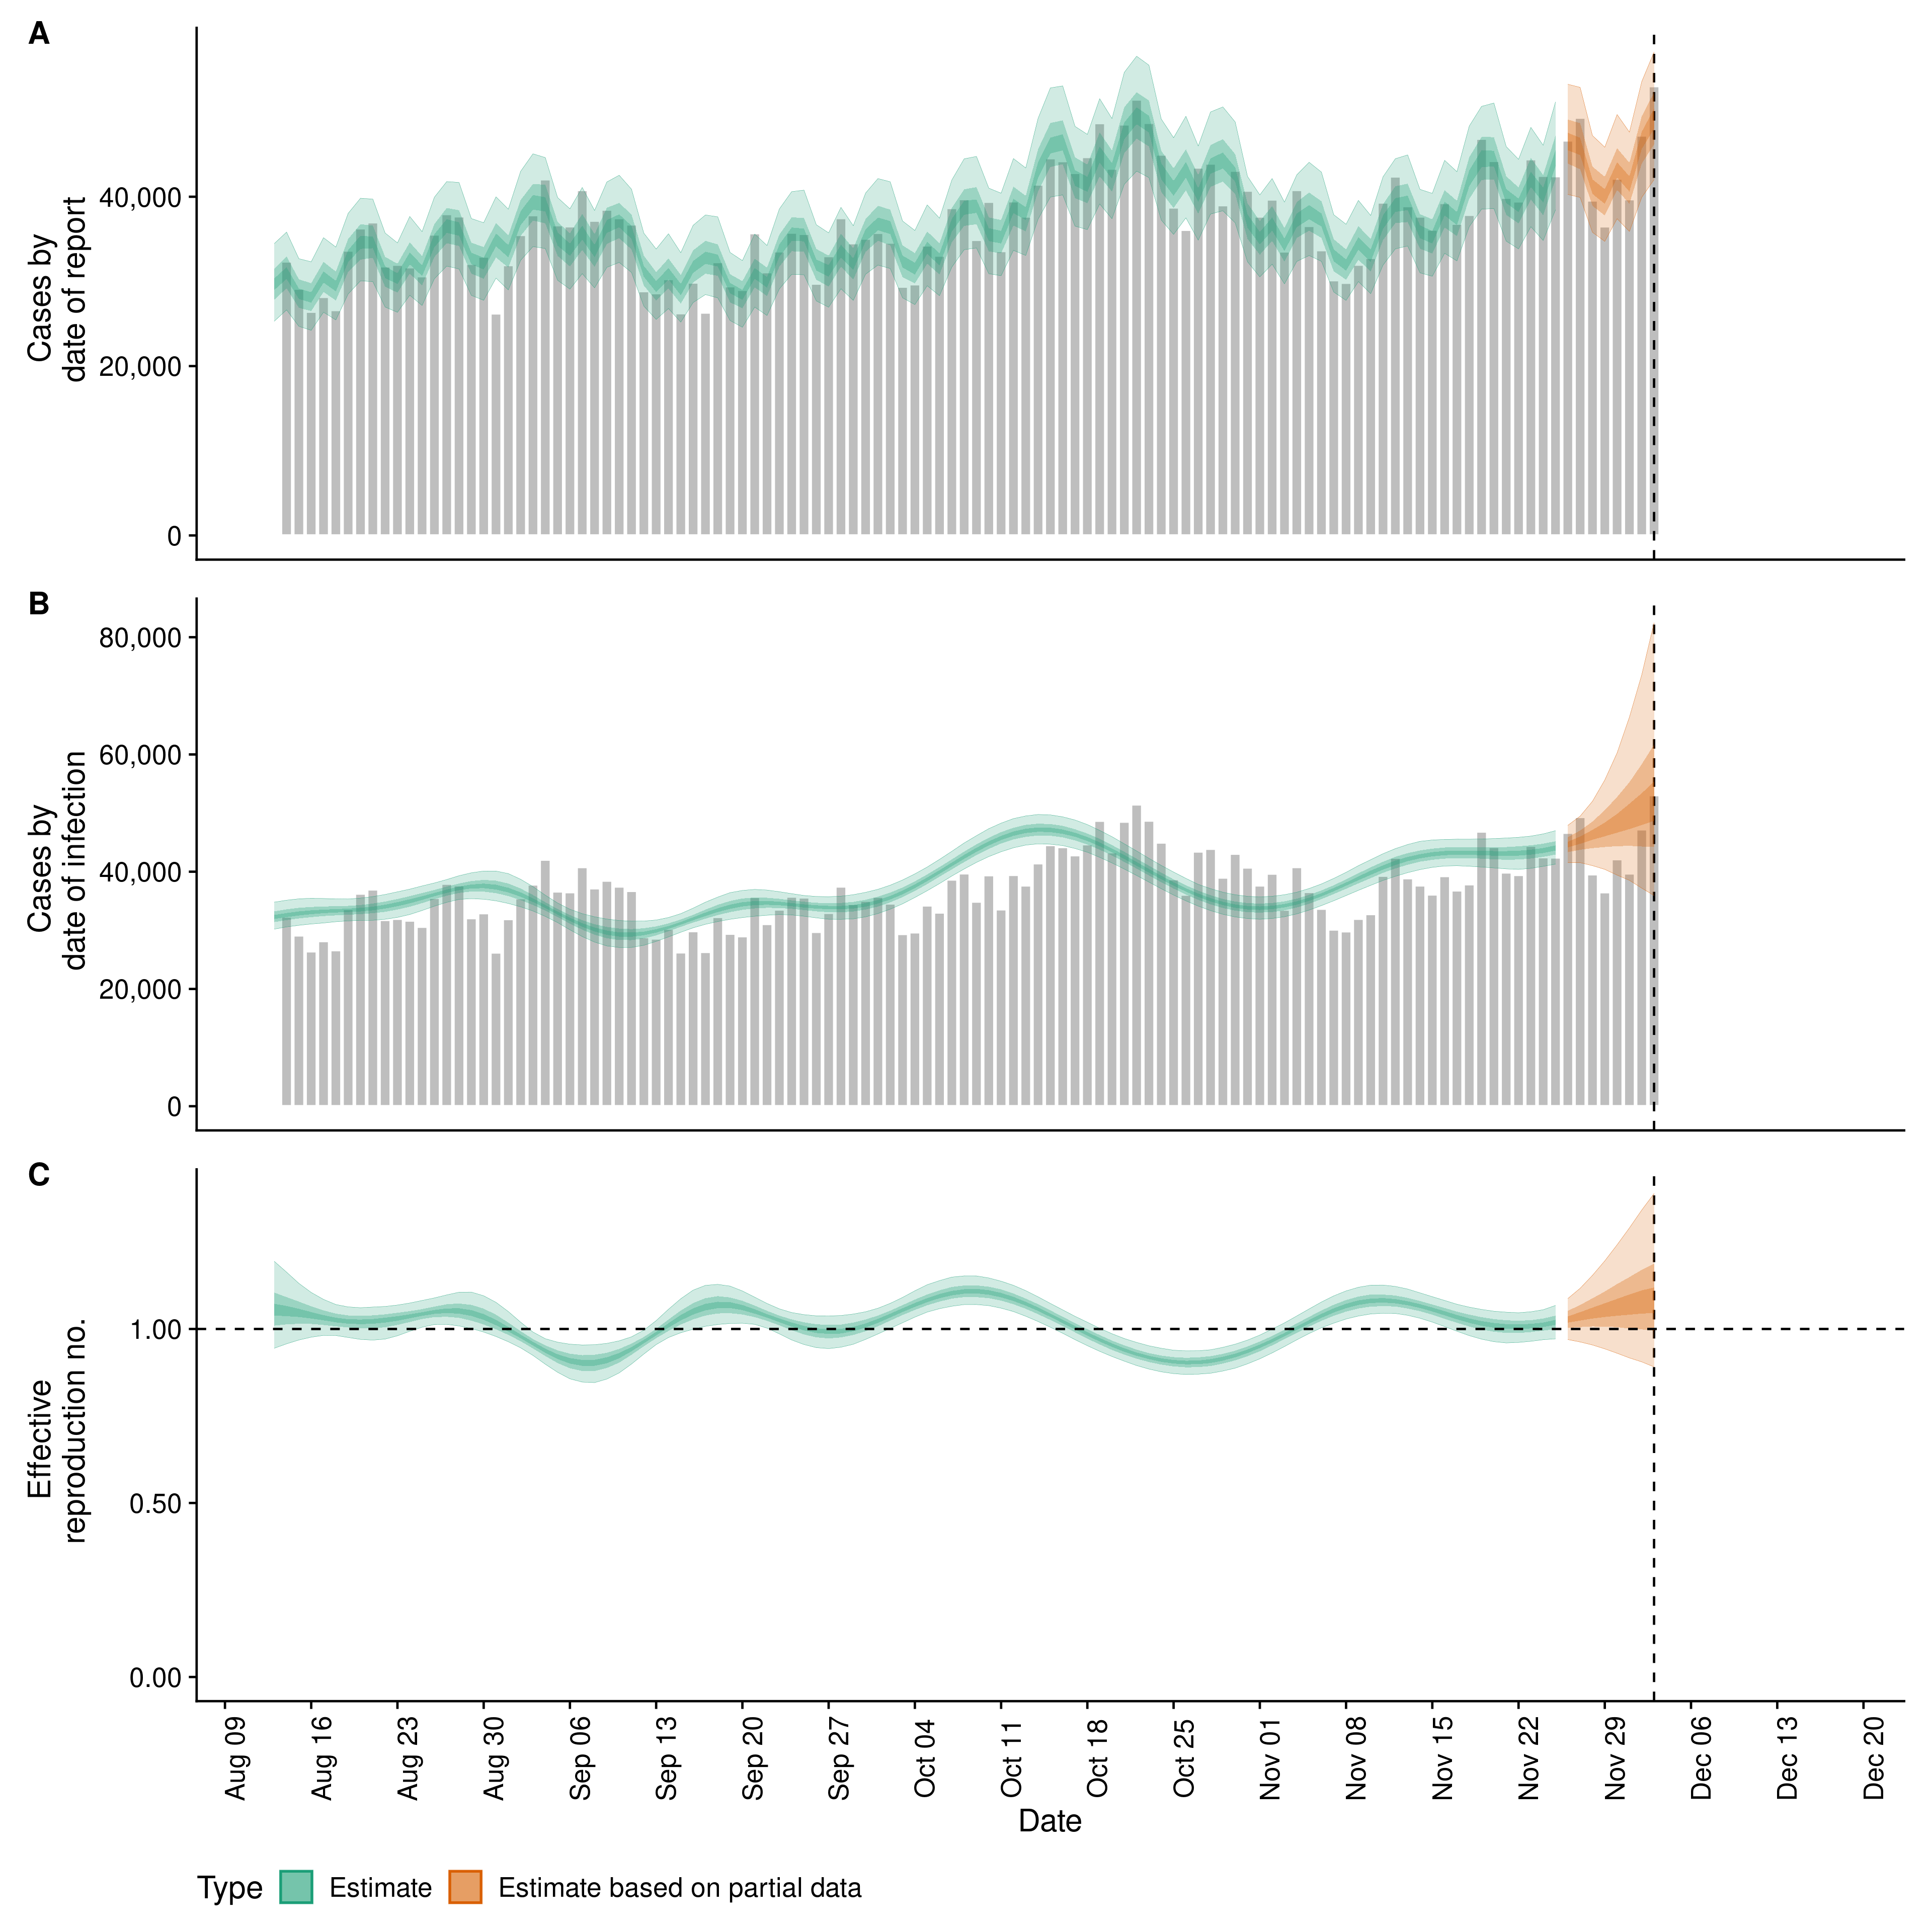 A
Cases by
date of report
40,000
20,000
0
B
Cases by
date of infection
80,000
60,000
40,000
20,000
0
C
Effective
reproduction no.
1.00
0.50
0.00
Aug 09
Aug 16
Aug 23
Aug 30
Sep 06
Sep 13
Sep 20
Sep 27
Oct 04
Oct 11
Oct 18
Oct 25
Nov 01
Nov 08
Nov 15
Nov 22
Nov 29
Dec 06
Dec 13
Dec 20
Date
Type Estimate Estimate based on partial data